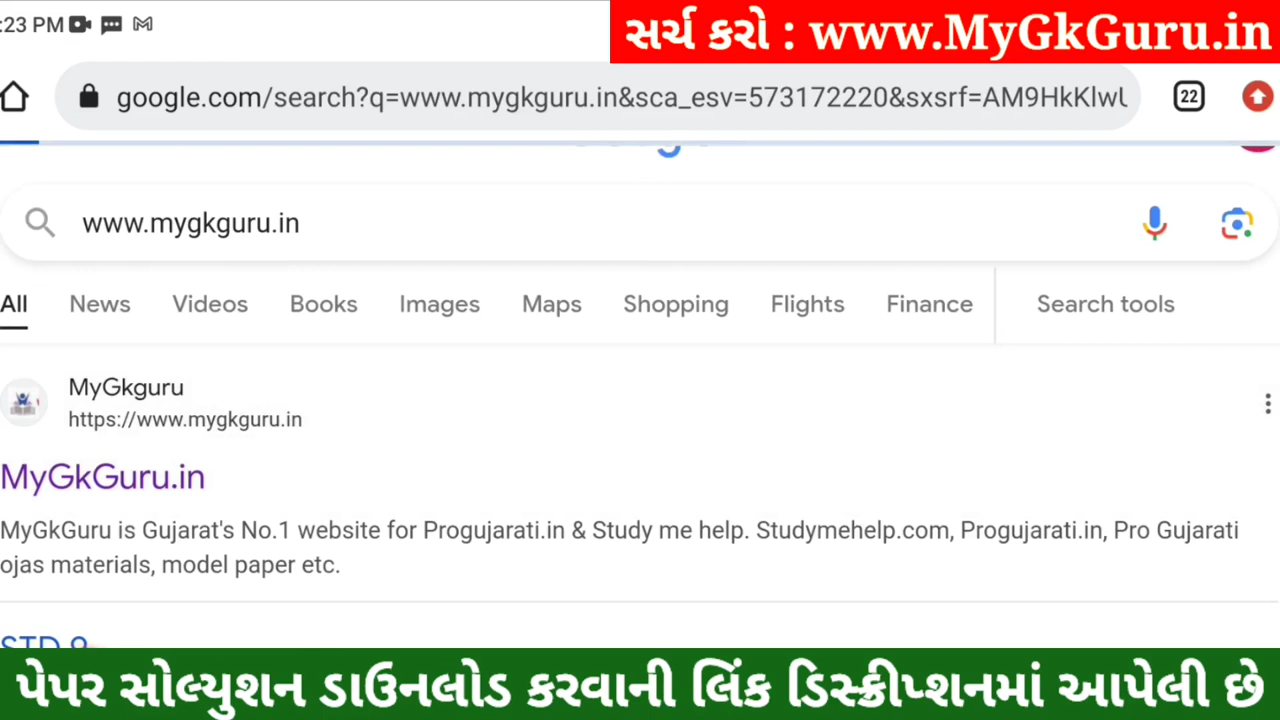 :23 PM
સર્ચ કરો : www.MyGkGuru.in
google.com/search?q=www.mygkguru.in&sca_esv=573172220&sxsrf=AM9HkKlwU
22
www.mygkguru.in
All News Videos Books Images Maps Shopping Flights Finance Search tools
MyGkguru
https://www.mygkguru.in
MyGkGuru.in
MyGkGuru is Gujarat's No.1 website for Progujarati.in & Study me help. Studymehelp.com, Progujarati.in, Pro Gujarati
ojas materials, model paper etc.
STD 9
પેપર સોલ્યુશન ડાઉનલોડ કરવાની લિંક ડિસ્ક્રીપ્શનમાં આપેલી છે